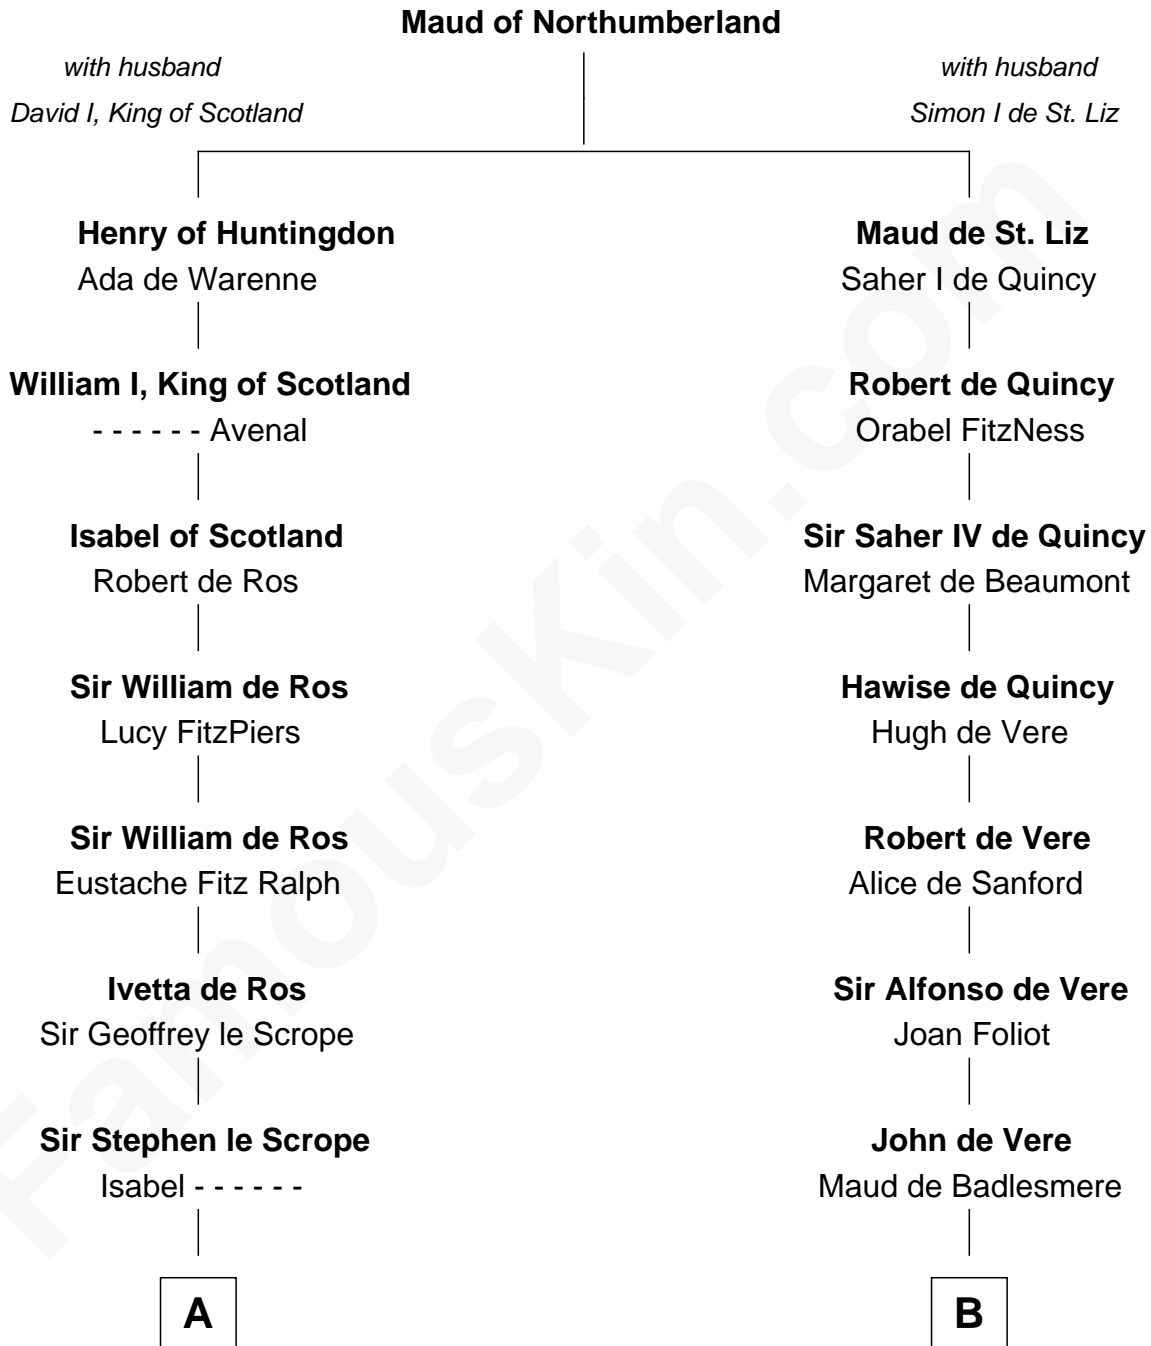 Maud of Northumberland
with husband
David I, King of Scotland
with husband
Simon I de St. Liz
Henry of Huntingdon
Ada de Warenne
Maud de St. Liz
Saher I de Quincy
William I, King of Scotland
- - - - - - Avenal
Robert de Quincy
Orabel FitzNess
Isabel of Scotland
Robert de Ros
Sir Saher IV de Quincy
Margaret de Beaumont
Sir William de Ros
Lucy FitzPiers
Hawise de Quincy
Hugh de Vere
Sir William de Ros
Eustache Fitz Ralph
Robert de Vere
Alice de Sanford
Ivetta de Ros
Sir Geoffrey le Scrope
Sir Alfonso de Vere
Joan Foliot
Sir Stephen le Scrope
Isabel - - - - - -
John de Vere
Maud de Badlesmere
A
B
FamousKin.com